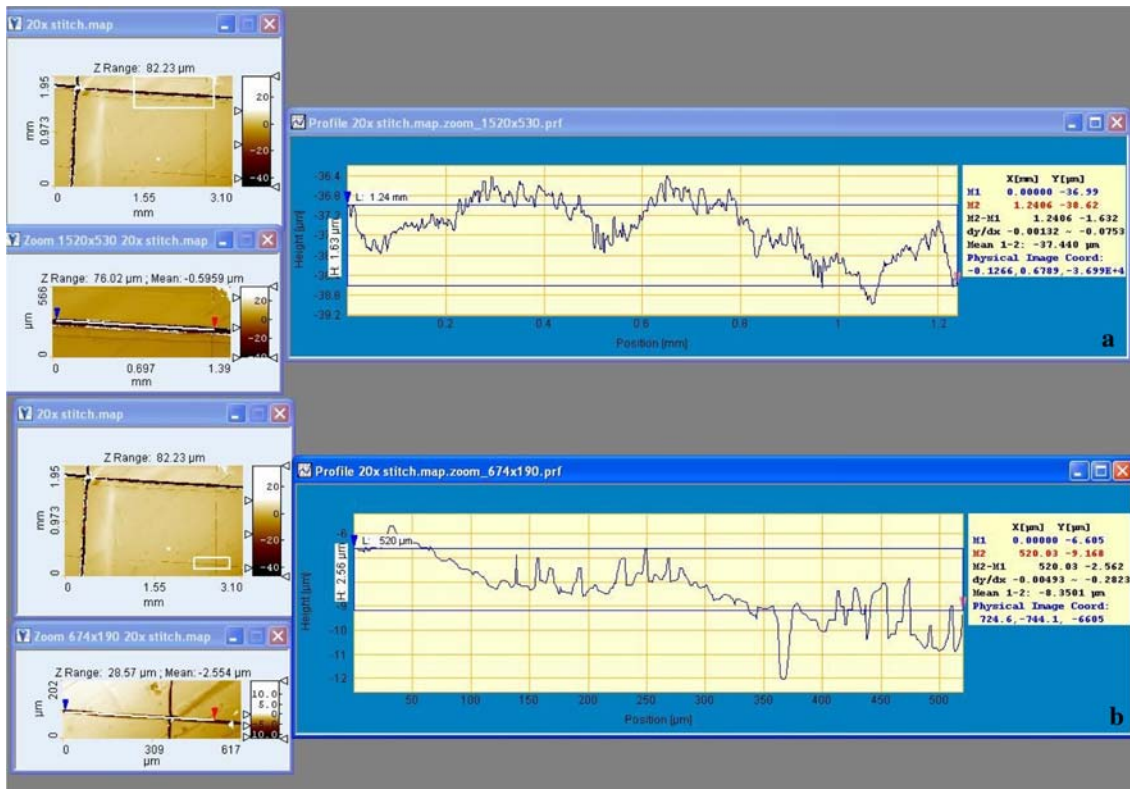 20x stitch.map
Z Range: 82.23 µm
1.95
0.973
mm
0
0 1.55 3.10
mm
20
0
-20
-40
Zoom 1520x530 20x stitch.map
Z Range: 76.02 µm ; Mean: -0.5959 µm
566
µm
0
0 0.697 1.39
mm
20
0
-20
-40
Profile 20x stitch.map.zoom_1520x530.prf
-36.4
-36.8
-37.2
-38.8
-39.2
Height [µm]
H: 1.63 µm
L: 1.24 mm
0.2 0.4 0.6 0.8 1 1.2
Position [mm]
X[mm] Y[µm]
M1 0.00000 -36.99
M2 1.2406 -38.62
M2-M1 1.2406 -1.632
dy/dx -0.00132 ~ -0.0753
Mean 1-2: -37.440 µm
Physical Image Coord:
-0.1266,0.6789,-3.699E+4
a
20x stitch.map
Z Range: 82.23 µm
1.95
0.973
mm
0
0 1.55 3.10
mm
20
0
-20
-40
Zoom 674x190 20x stitch.map
Z Range: 28.57 µm ; Mean: -2.554 µm
202
µm
0
0 309 617
µm
10.0
5.0
0
10.0
Profile 20x stitch.map.zoom_674x190.prf
-6
-9
-10
-11
-12
Height [µm]
H: 2.56 µm
L: 520 µm
50 100 150 200 250 300 350 400 450 500
Position [µm]
X[µm] Y[µm]
M1 0.00000 -6.605
M2 520.03 -9.168
M2-M1 520.03 -2.562
dy/dx -0.00493 ~ -0.2823
Mean 1-2: -8.3501 µm
Physical Image Coord:
724.6,-744.1, -6605
b